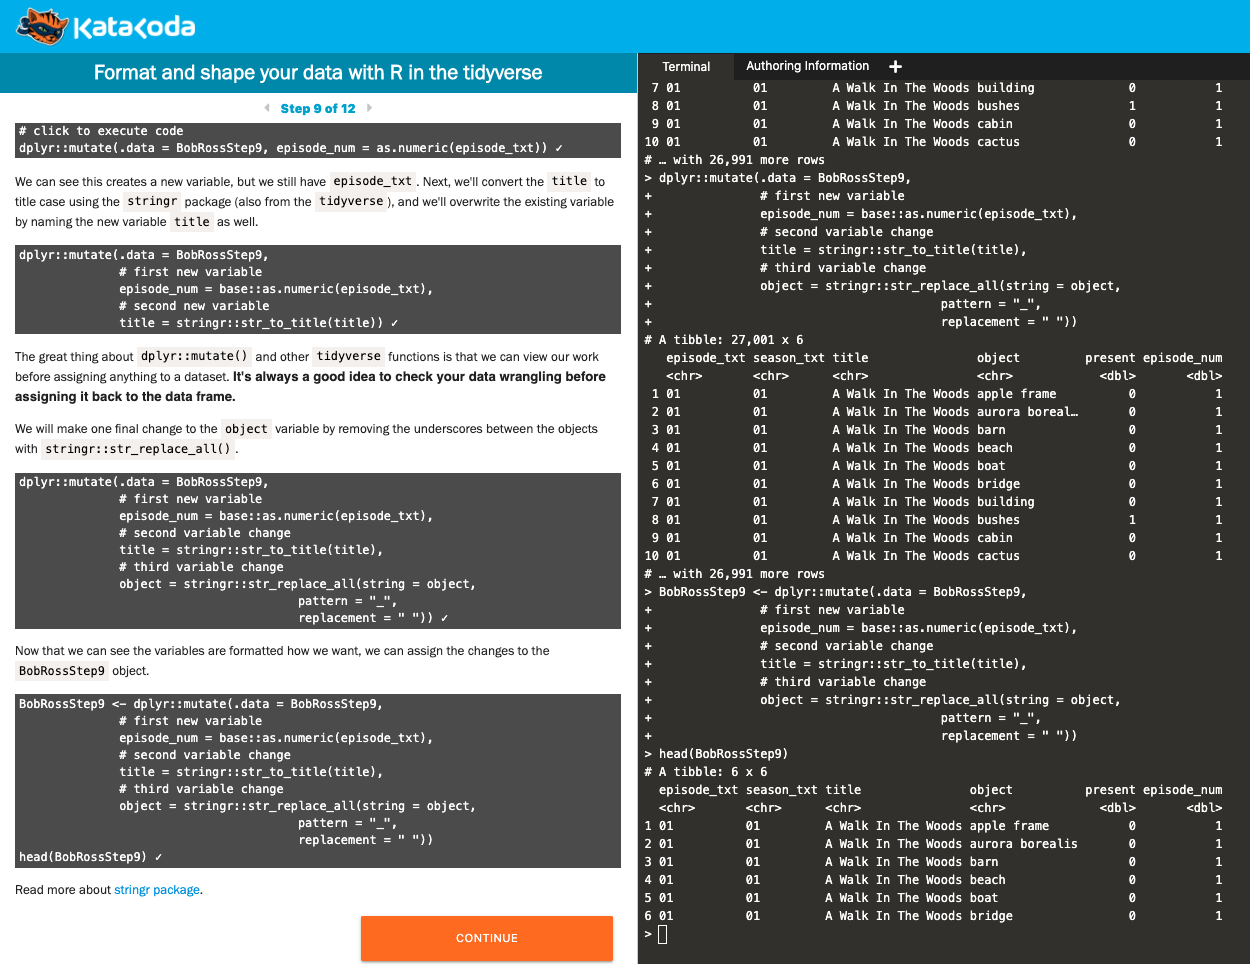 KataKoda
Format and shape your data with R in the tidyverse
Step 9 of 12
# click to execute code
dplyr::mutate(.data = BobRossStep9, episode_num = as.numeric(episode_txt)) ✓
We can see this creates a new variable, but we still have episode_txt. Next, we'll convert the title to
title case using the stringr package (also from the tidyverse), and we'll overwrite the existing variable
by naming the new variable title as well.
dplyr::mutate(.data = BobRossStep9,
# first new variable
episode_num = base::as.numeric(episode_txt),
# second new variable
title = stringr::str_to_title(title)) ✓
The great thing about dplyr::mutate() and other tidyverse functions is that we can view our work
before assigning anything to a dataset. It's always a good idea to check your data wrangling before
assigning it back to the data frame.
We will make one final change to the object variable by removing the underscores between the objects
with stringr::str_replace_all().
dplyr::mutate(.data = BobRossStep9,
# first new variable
episode_num = base::as.numeric(episode_txt),
# second variable change
title = stringr::str_to_title(title),
# third variable change
object = stringr::str_replace_all(string = object,
pattern = "_",
replacement = " ")) ✓
Now that we can see the variables are formatted how we want, we can assign the changes to the
BobRossStep9 object.
BobRossStep9 <- dplyr::mutate(.data = BobRossStep9,
# first new variable
episode_num = base::as.numeric(episode_txt),
# second variable change
title = stringr::str_to_title(title),
# third variable change
object = stringr::str_replace_all(string = object,
pattern = "_",
replacement = " "))
head(BobRossStep9) ✓
Read more about stringr package.
CONTINUE
Terminal Authoring Information +
7 01 01 A Walk In The Woods building 0 1
8 01 01 A Walk In The Woods bushes 1 1
9 01 01 A Walk In The Woods cabin 0 1
10 01 01 A Walk In The Woods cactus 0 1
# … with 26,991 more rows
> dplyr::mutate(.data = BobRossStep9,
+ # first new variable
+ episode_num = base::as.numeric(episode_txt),
+ # second variable change
+ title = stringr::str_to_title(title),
+ # third variable change
+ object = stringr::str_replace_all(string = object,
+ pattern = "_",
+ replacement = " "))
# A tibble: 27,001 x 6
episode_txt season_txt title object present episode_num
<chr> <chr> <chr> <chr> <dbl> <dbl>
1 01 01 A Walk In The Woods apple frame 0 1
2 01 01 A Walk In The Woods aurora boreal… 0 1
3 01 01 A Walk In The Woods barn 0 1
4 01 01 A Walk In The Woods beach 0 1
5 01 01 A Walk In The Woods boat 0 1
6 01 01 A Walk In The Woods bridge 0 1
7 01 01 A Walk In The Woods building 0 1
8 01 01 A Walk In The Woods bushes 1 1
9 01 01 A Walk In The Woods cabin 0 1
10 01 01 A Walk In The Woods cactus 0 1
# … with 26,991 more rows
> BobRossStep9 <- dplyr::mutate(.data = BobRossStep9,
+ # first new variable
+ episode_num = base::as.numeric(episode_txt),
+ # second variable change
+ title = stringr::str_to_title(title),
+ # third variable change
+ object = stringr::str_replace_all(string = object,
+ pattern = "_",
+ replacement = " "))
> head(BobRossStep9)
# A tibble: 6 x 6
episode_txt season_txt title object present episode_num
<chr> <chr> <chr> <chr> <dbl> <dbl>
1 01 01 A Walk In The Woods apple frame 0 1
2 01 01 A Walk In The Woods aurora borealis 0 1
3 01 01 A Walk In The Woods barn 0 1
4 01 01 A Walk In The Woods beach 0 1
5 01 01 A Walk In The Woods boat 0 1
6 01 01 A Walk In The Woods bridge 0 1
>